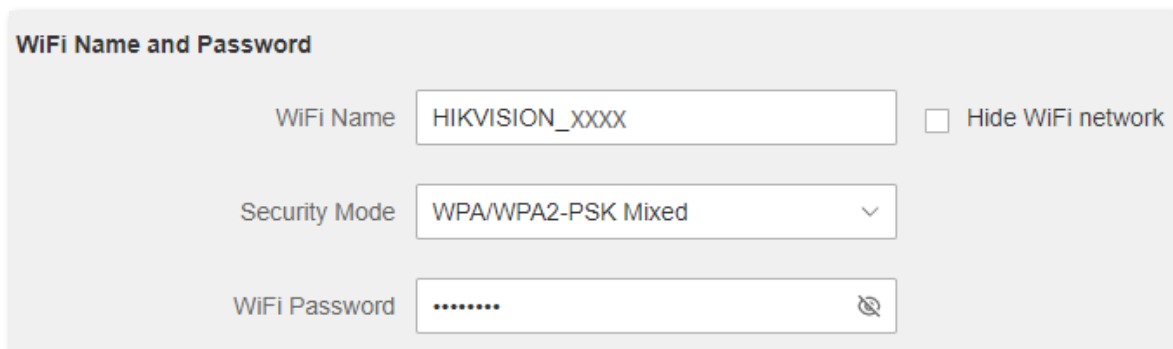 WiFi Name and Password
WiFi Name HIKVISION_XXXX Hide WiFi network
Security Mode WPA/WPA2-PSK Mixed
WiFi Password ••••••••